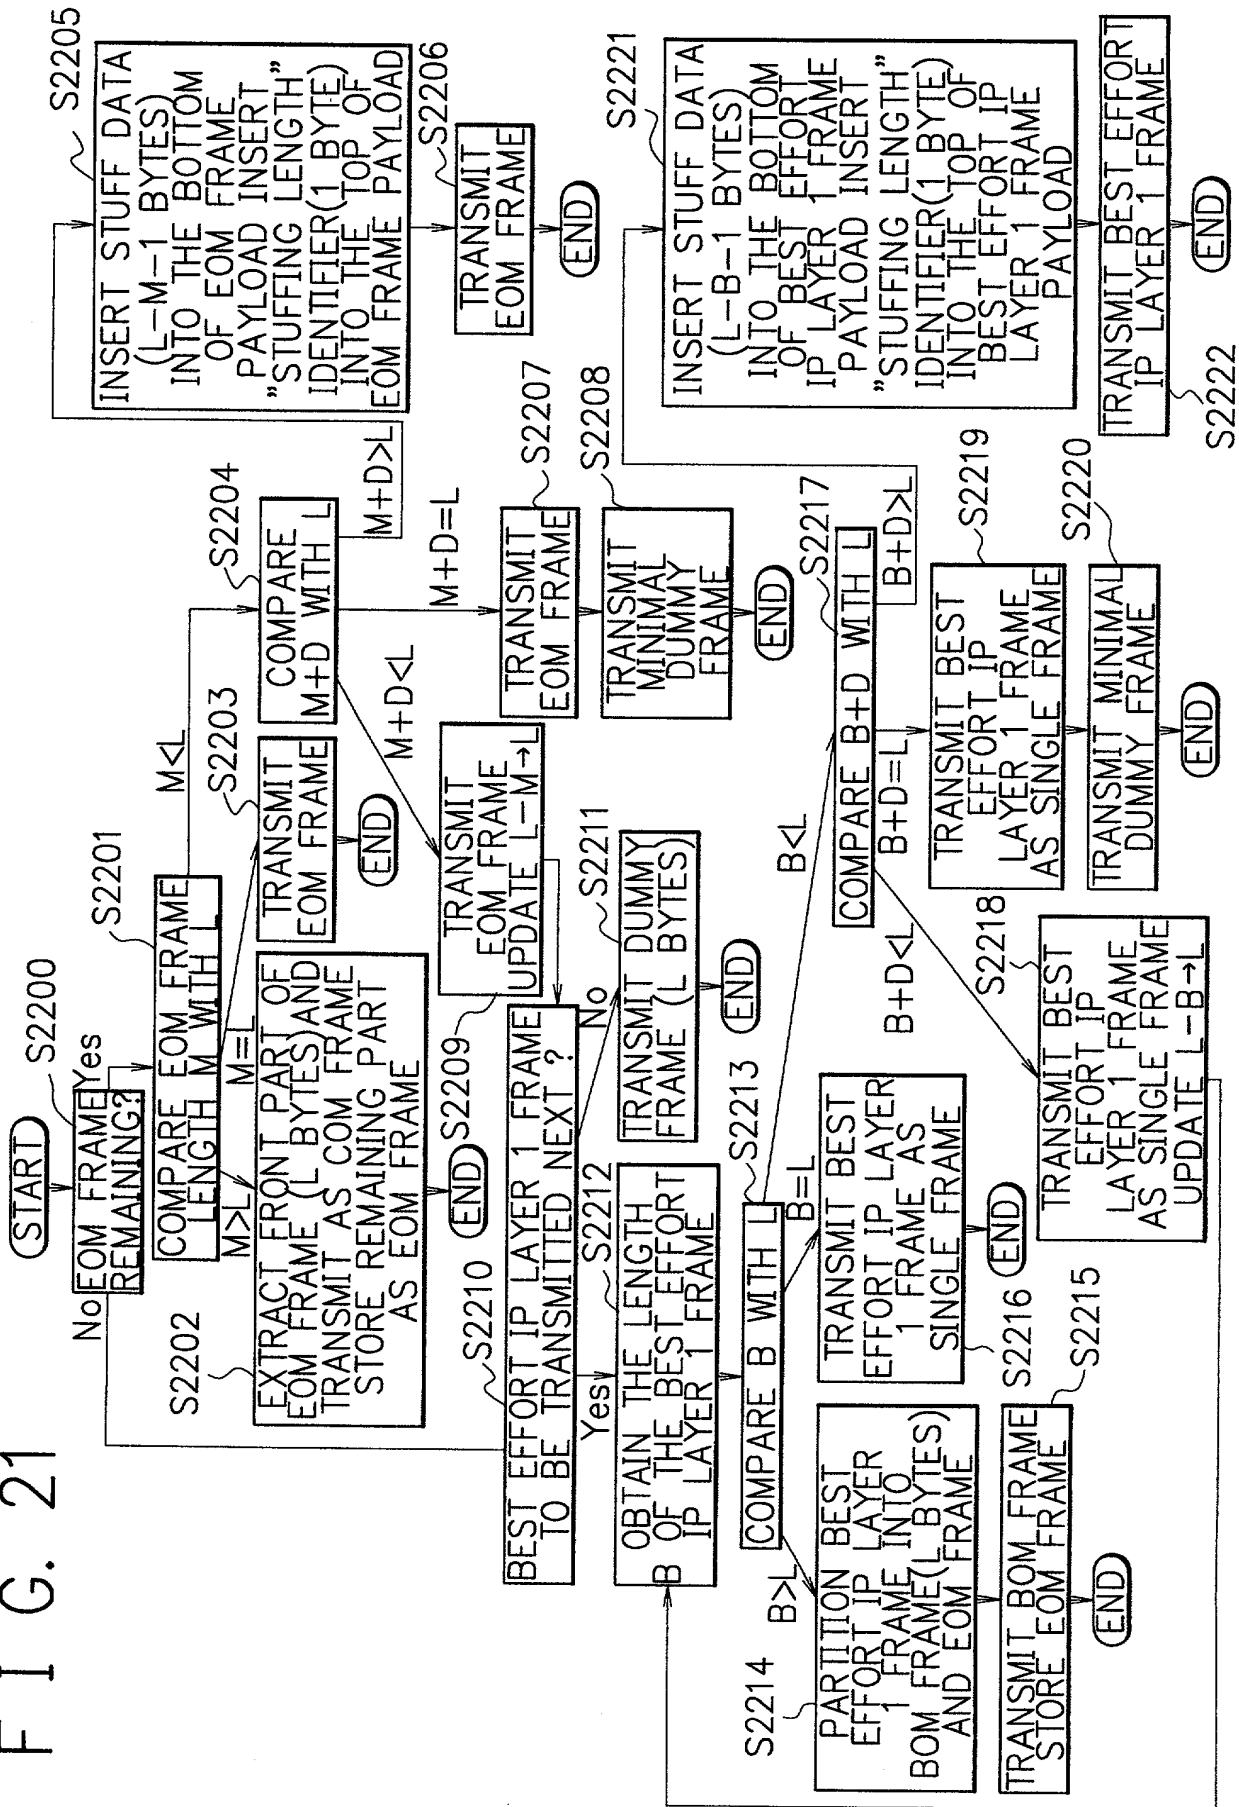 F I G. 21
START
S2200
EOM FRAME
REMAINING?
No
Yes
S2201
COMPARE EOM FRAME
LENGTH M WITH L
M>L
M=L
M<L
S2202
EXTRACT FRONT PART OF
EOM FRAME (L BYTES)AND
TRANSMIT AS COM FRAME
STORE REMAINING PART
AS EOM FRAME
END
S2203
TRANSMIT
EOM FRAME
END
S2204
COMPARE
M+D WITH L
M+D>L
M+D=L
M+D<L
S2205
INSERT STUFF DATA
(L-M-1 BYTES)
INTO THE BOTTOM
OF EOM FRAME
PAYLOAD INSERT
"STUFFING LENGTH"
IDENTIFIER(1 BYTE)
INTO THE TOP OF
EOM FRAME PAYLOAD
S2206
TRANSMIT
EOM FRAME
END
S2207
TRANSMIT
EOM FRAME
S2208
TRANSMIT
MINIMAL
DUMMY
FRAME
END
S2209
TRANSMIT
EOM FRAME
UPDATE L-M→L
S2210
BEST EFFORT IP LAYER 1 FRAME
TO BE TRANSMITTED NEXT ?
Yes
No
S2211
TRANSMIT DUMMY
FRAME (L BYTES)
END
S2212
OBTAIN THE LENGTH
B OF THE BEST EFFORT
IP LAYER 1 FRAME
S2213
COMPARE B WITH L
B>L
B=L
B<L
S2214
PARTITION BEST
EFFORT IP LAYER
1 FRAME INTO
BOM FRAME(L BYTES)
AND EOM FRAME
S2215
TRANSMIT BOM FRAME
STORE EOM FRAME
END
TRANSMIT BEST
EFFORT IP LAYER
1 FRAME AS
SINGLE FRAME
S2216
END
S2217
COMPARE B+D WITH L
B+D<L
B+D=L
B+D>L
S2218
TRANSMIT BEST
EFFORT IP
LAYER 1 FRAME
AS SINGLE FRAME
UPDATE L-B→L
S2219
TRANSMIT BEST
EFFORT IP
LAYER 1 FRAME
AS SINGLE FRAME
S2220
TRANSMIT MINIMAL
DUMMY FRAME
END
S2221
INSERT STUFF DATA
(L-B-1 BYTES)
INTO THE BOTTOM
OF BEST EFFORT
IP LAYER 1 FRAME
PAYLOAD INSERT
"STUFFING LENGTH"
IDENTIFIER(1 BYTE)
INTO THE TOP OF
BEST EFFORT IP
LAYER 1 FRAME
PAYLOAD
TRANSMIT BEST EFFORT
IP LAYER 1 FRAME
S2222
END